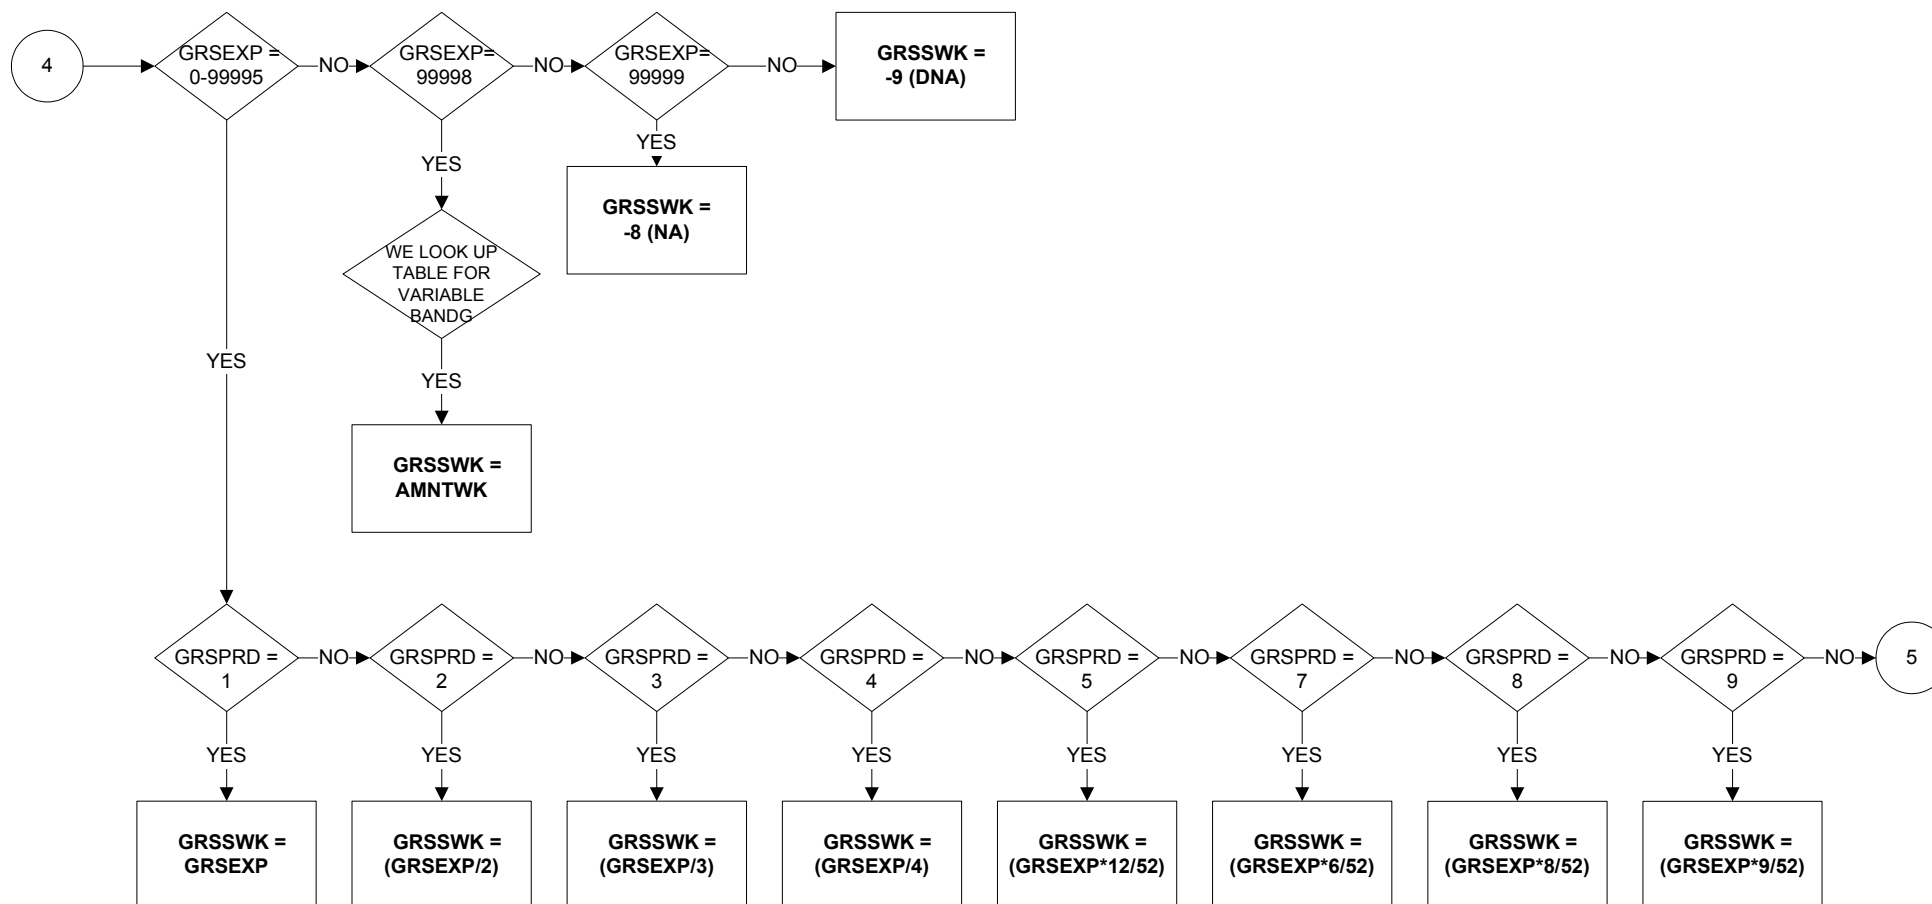 4
GRSEXP =
0-99995
NO
GRSEXP=
99998
NO
GRSEXP=
99999
NO
GRSSWK =
-9 (DNA)
YES
YES
GRSSWK =
-8 (NA)
WE LOOK UP
TABLE FOR
VARIABLE
BANDG
YES
YES
GRSSWK =
AMNTWK
GRSPRD =
1
NO
GRSPRD =
2
NO
GRSPRD =
3
NO
GRSPRD =
4
NO
GRSPRD =
5
NO
GRSPRD =
7
NO
GRSPRD =
8
NO
GRSPRD =
9
NO
5
YES
YES
YES
YES
YES
YES
YES
YES
GRSSWK =
GRSEXP
GRSSWK =
(GRSEXP/2)
GRSSWK =
(GRSEXP/3)
GRSSWK =
(GRSEXP/4)
GRSSWK =
(GRSEXP*12/52)
GRSSWK =
(GRSEXP*6/52)
GRSSWK =
(GRSEXP*8/52)
GRSSWK =
(GRSEXP*9/52)